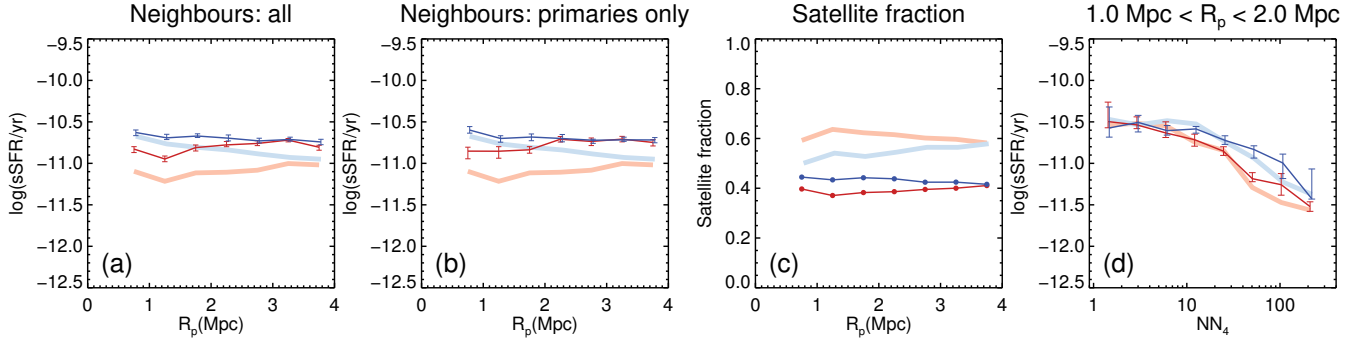 Neighbours: all
Neighbours: primaries only
Satellite fraction
1.0 Mpc < Rₚ < 2.0 Mpc
log(sSFR/yr)
−9.5
−10.0
−10.5
−11.0
−11.5
−12.0
−12.5
(a)
0 1 2 3 4
Rₚ(Mpc)
log(sSFR/yr)
−9.5
−10.0
−10.5
−11.0
−11.5
−12.0
−12.5
(b)
0 1 2 3 4
Rₚ(Mpc)
Satellite fraction
1.0
0.8
0.6
0.4
0.2
0.0
(c)
0 1 2 3 4
Rₚ(Mpc)
log(sSFR/yr)
−9.5
−10.0
−10.5
−11.0
−11.5
−12.0
−12.5
(d)
1 10 100
NN₄